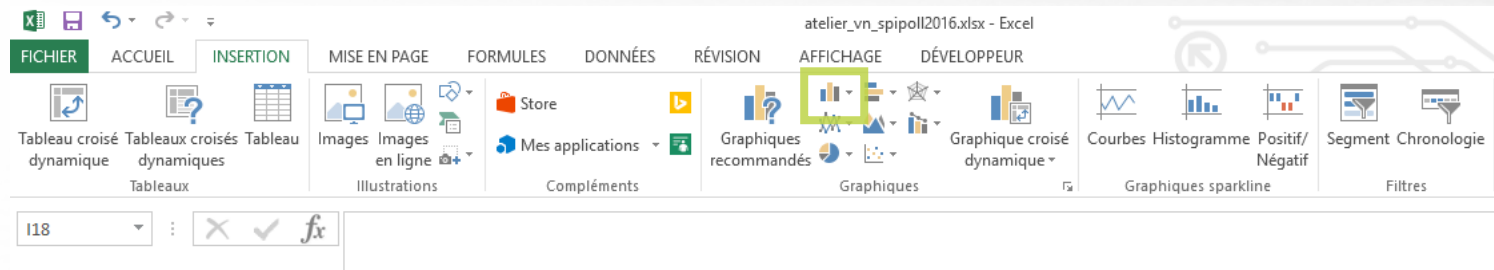 atelier_vn_spipoll2016.xlsx - Excel
FICHIER ACCUEIL INSERTION MISE EN PAGE FORMULES DONNÉES RÉVISION AFFICHAGE DÉVELOPPEUR
Tableau croisé dynamique
Tableaux croisés dynamiques
Tableau
Images
Images en ligne
Store
Mes applications
Graphiques recommandés
Graphique croisé dynamique
Courbes
Histogramme
Positif/ Négatif
Segment
Chronologie
Tableaux
Illustrations
Compléments
Graphiques
Graphiques sparkline
Filtres
I18
fx